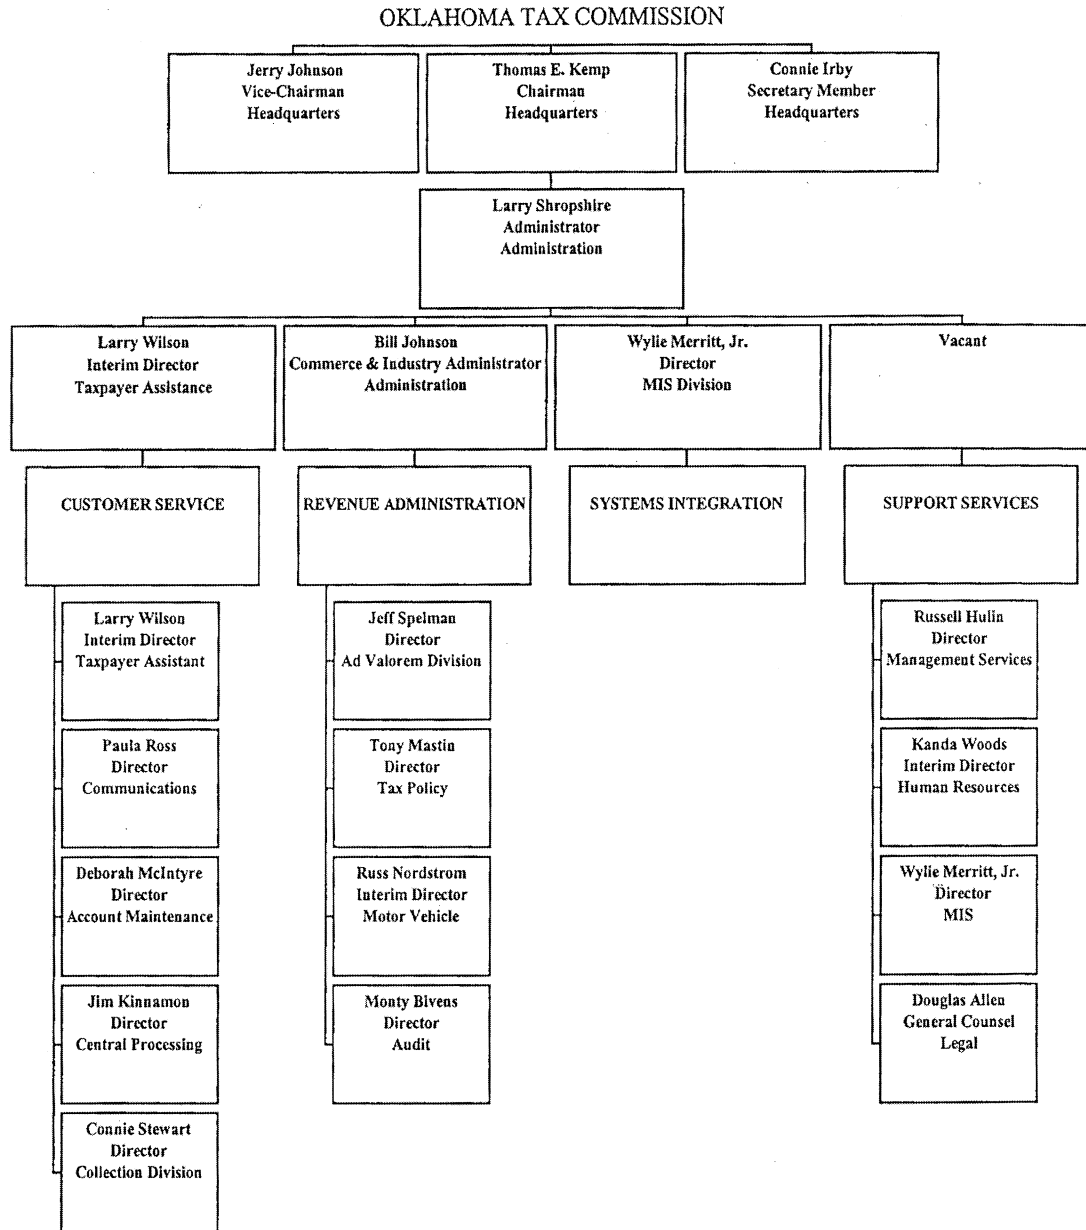 OKLAHOMA TAX COMMISSION
Jerry Johnson
Vice-Chairman
Headquarters
Thomas E. Kemp
Chairman
Headquarters
Connie Irby
Secretary Member
Headquarters
Larry Shropshire
Administrator
Administration
Larry Wilson
Interim Director
Taxpayer Assistance
Bill Johnson
Commerce & Industry Administrator
Administration
Wylie Merritt, Jr.
Director
MIS Division
Vacant
CUSTOMER SERVICE
REVENUE ADMINISTRATION
SYSTEMS INTEGRATION
SUPPORT SERVICES
Larry Wilson
Interim Director
Taxpayer Assistant
Paula Ross
Director
Communications
Deborah McIntyre
Director
Account Maintenance
Jim Kinnamon
Director
Central Processing
Connie Stewart
Director
Collection Division
Jeff Spelman
Director
Ad Valorem Division
Tony Mastin
Director
Tax Policy
Russ Nordstrom
Interim Director
Motor Vehicle
Monty Bivens
Director
Audit
Russell Hulin
Director
Management Services
Kanda Woods
Interim Director
Human Resources
Wylie Merritt, Jr.
Director
MIS
Douglas Allen
General Counsel
Legal